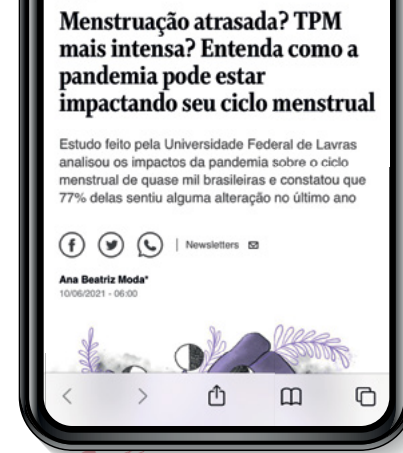 Menstruação atrasada? TPM
mais intensa? Entenda como a
pandemia pode estar
impactando seu ciclo menstrual
Estudo feito pela Universidade Federal de Lavras
analisou os impactos da pandemia sobre o ciclo
menstrual de quase mil brasileiras e constatou que
77% delas sentiu alguma alteração no último ano
| Newsletters
Ana Beatriz Moda*
10/06/2021 - 06:00